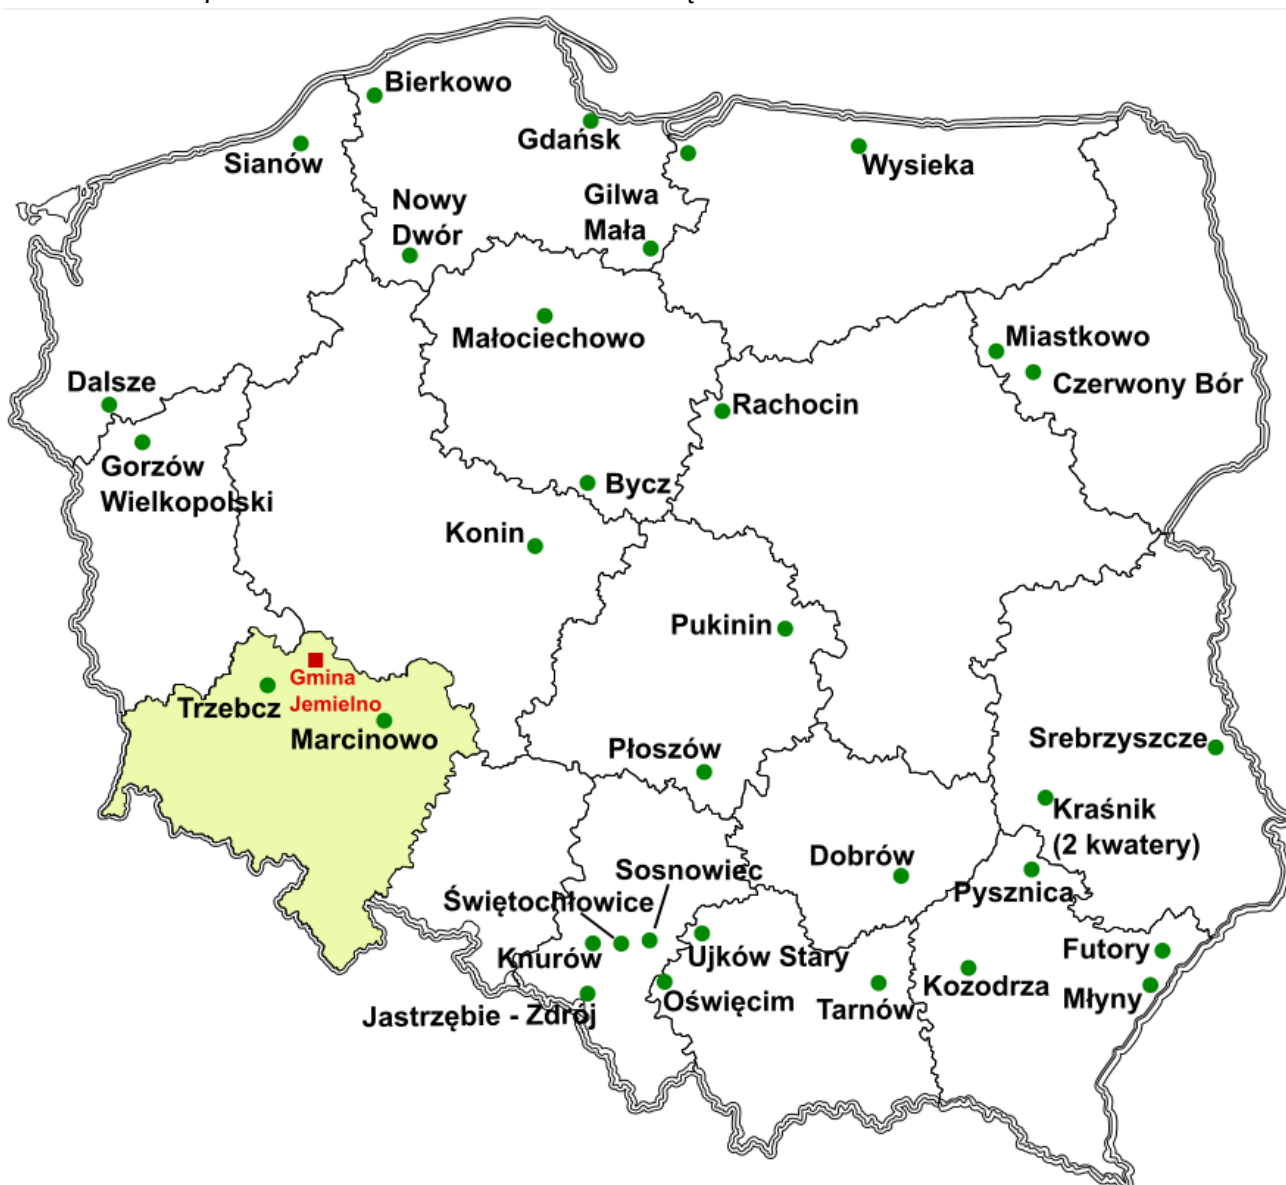 Bierkowo
Gdańsk
Sianów
Wysieka
Nowy
Dwór
Gilwa
Mała
Małociechowo
Miastkowo
Czerwony Bór
Dalsze
Rachocin
Gorzów
Wielkopolski
Bycz
Konin
Pukinin
Gmina
Jemielno
Trzebcz
Marcinowo
Płoszów
Srebrzyszcze
Kraśnik
(2 kwatery)
Dobrów
Sosnowiec
Pysznica
Świętochłowice
Knurów
Ujków Stary
Futory
Kozodrza
Młyny
Oświęcim
Tarnów
Jastrzębie - Zdrój